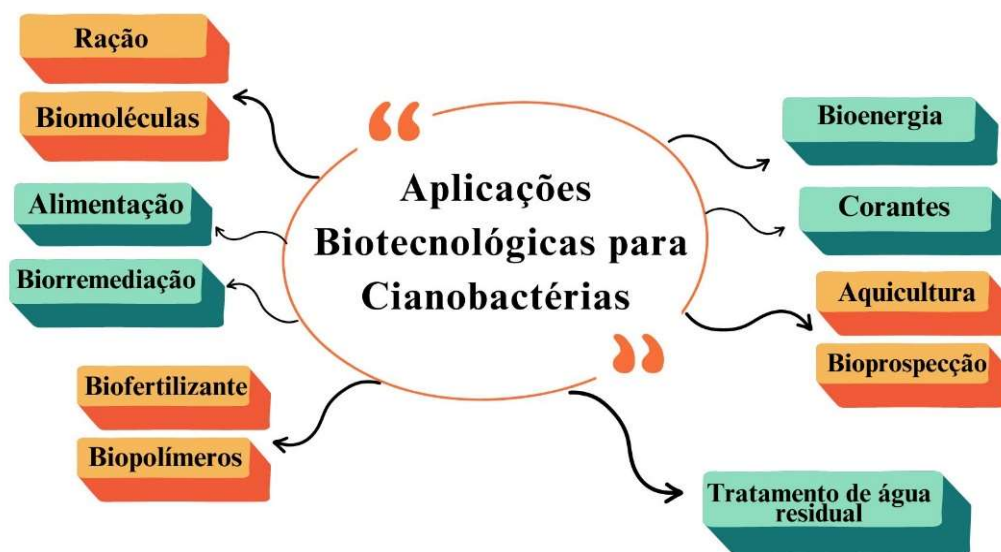 Ração
Biomoléculas
Alimentação
Biorremediação
Biofertilizante
Biopolímeros
“
Aplicações
Biotecnológicas para
Cianobactérias
”
Bioenergia
Corantes
Aquicultura
Bioprospecção
Tratamento de água
residual